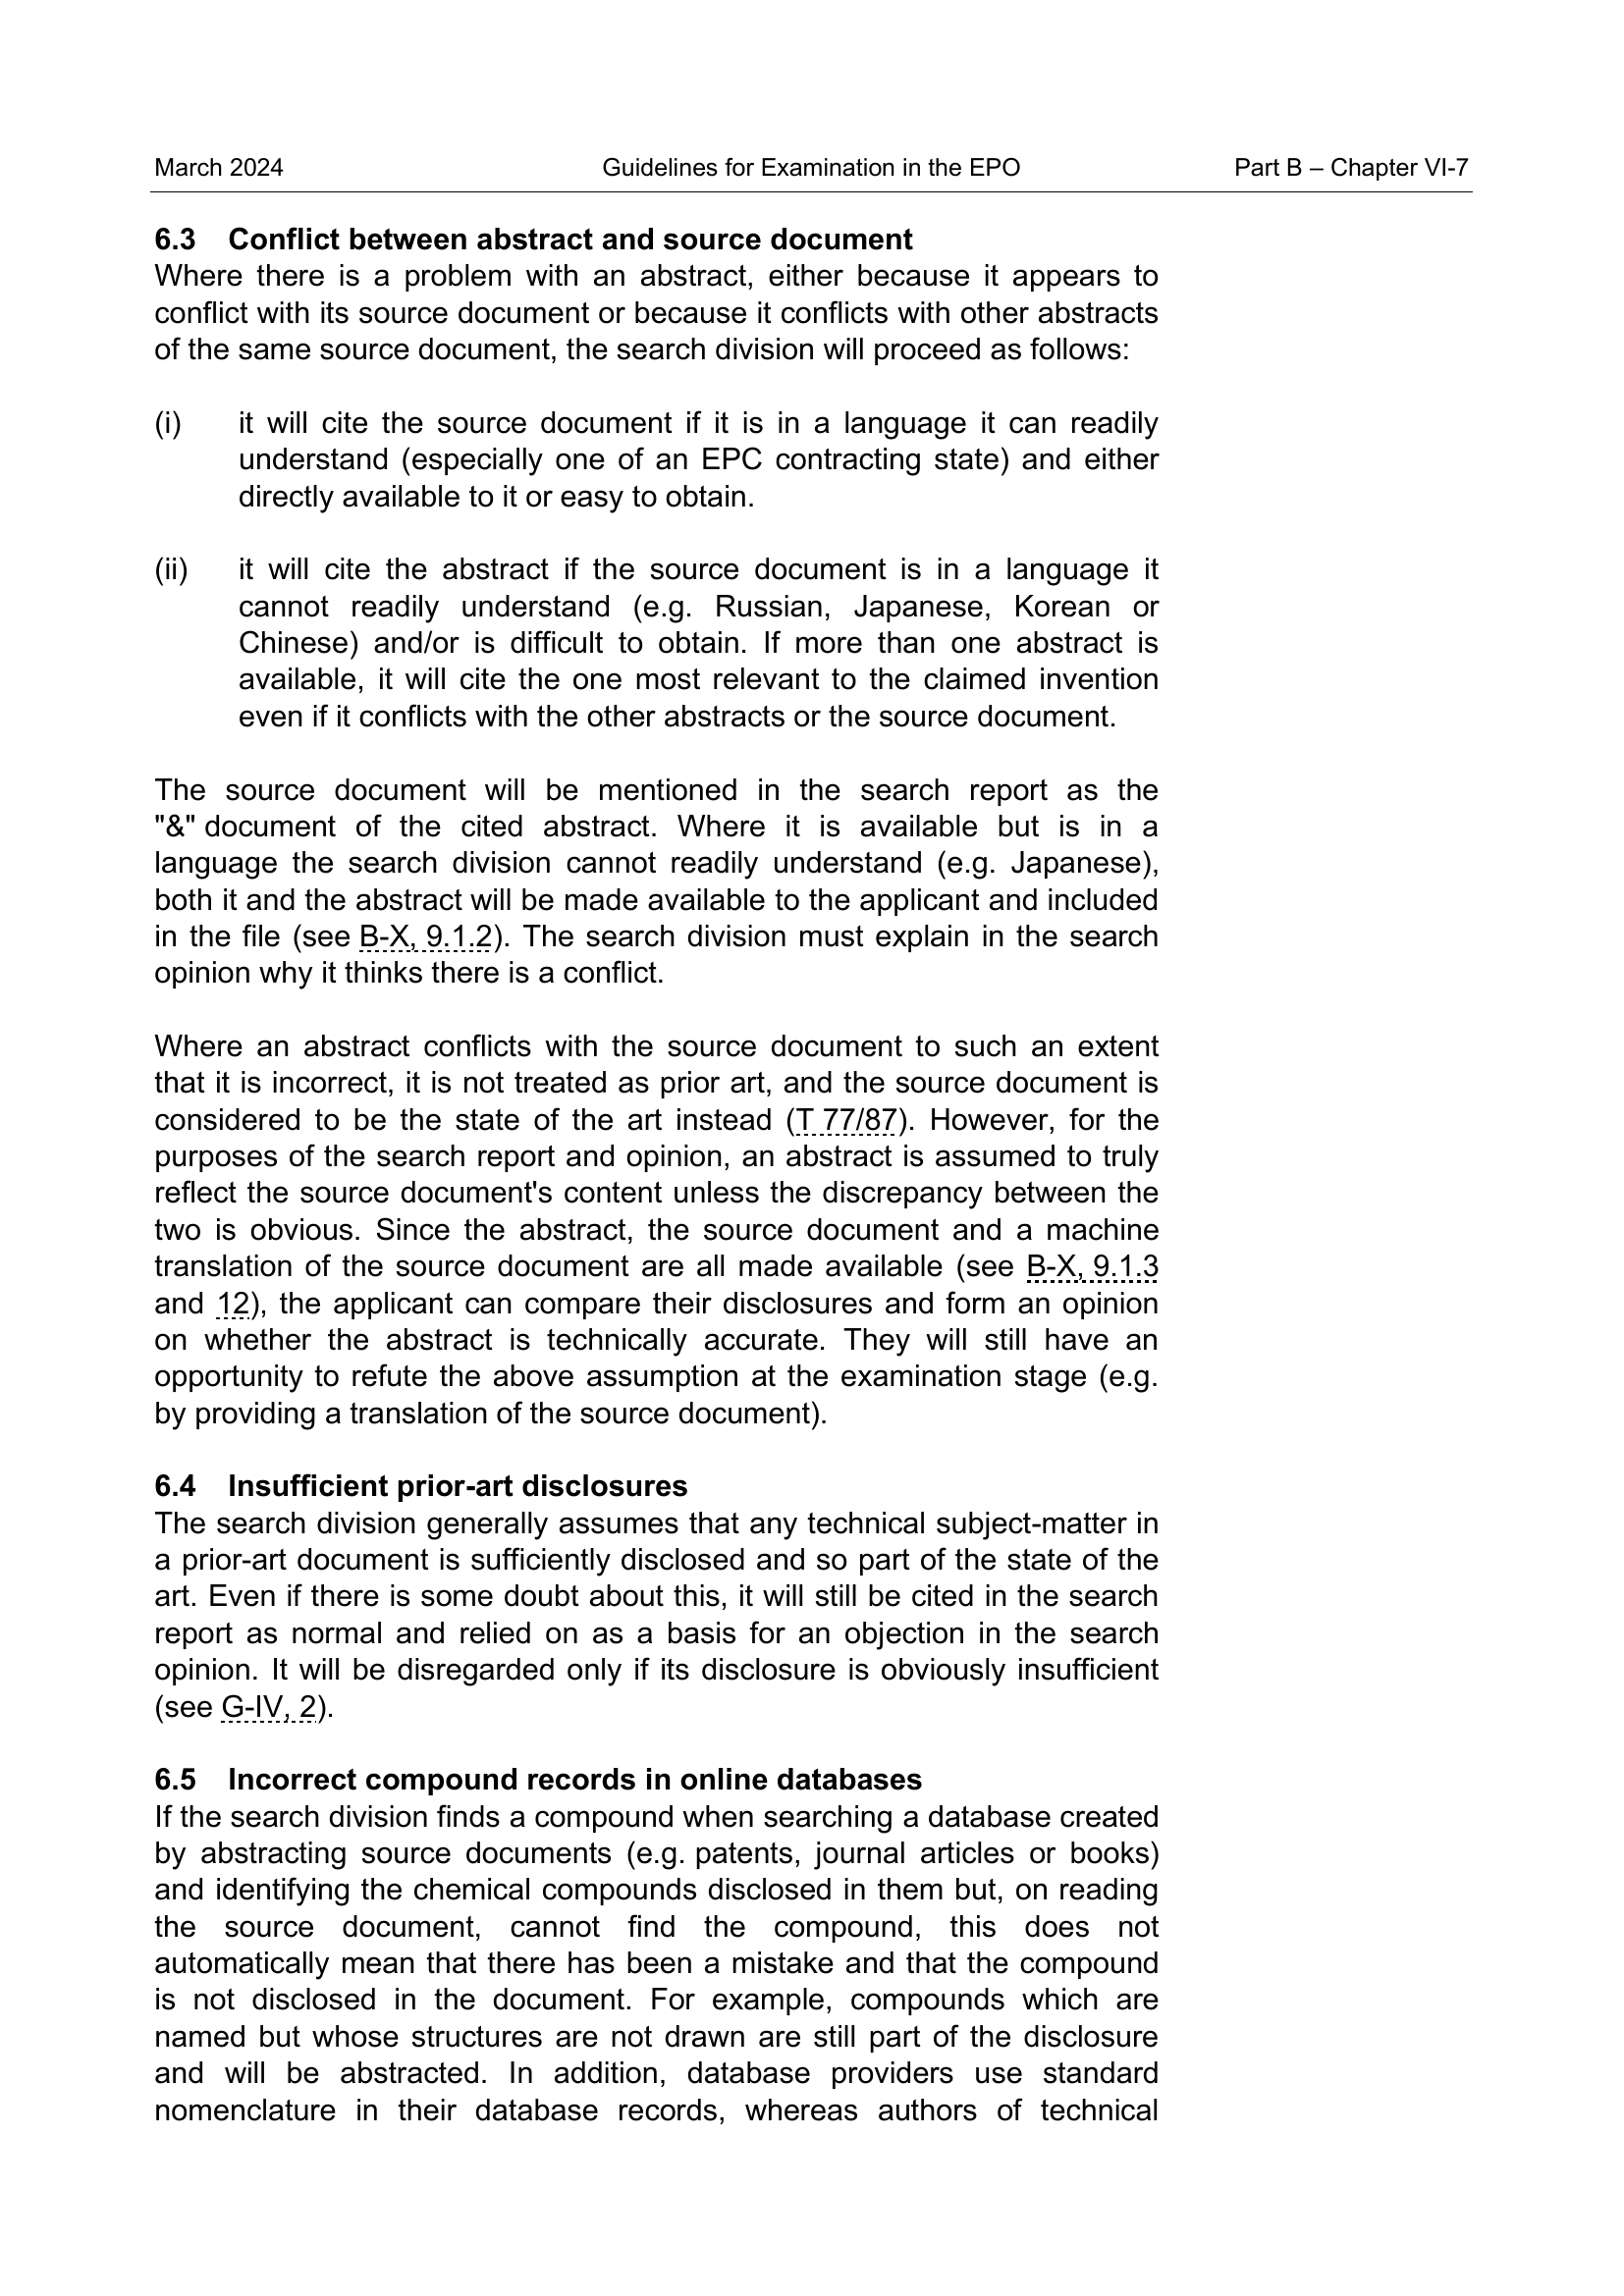 March 2024 Guidelines for Examination in the EPO Part B – Chapter VI-7
6.3 Conflict between abstract and source document
Where there is a problem with an abstract, either because it appears to
conflict with its source document or because it conflicts with other abstracts
of the same source document, the search division will proceed as follows:
(i) it will cite the source document if it is in a language it can readily
understand (especially one of an EPC contracting state) and either
directly available to it or easy to obtain.
(ii) it will cite the abstract if the source document is in a language it
cannot readily understand (e.g. Russian, Japanese, Korean or
Chinese) and/or is difficult to obtain. If more than one abstract is
available, it will cite the one most relevant to the claimed invention
even if it conflicts with the other abstracts or the source document.
The source document will be mentioned in the search report as the
"&" document of the cited abstract. Where it is available but is in a
language the search division cannot readily understand (e.g. Japanese),
both it and the abstract will be made available to the applicant and included
in the file (see B-X, 9.1.2). The search division must explain in the search
opinion why it thinks there is a conflict.
Where an abstract conflicts with the source document to such an extent
that it is incorrect, it is not treated as prior art, and the source document is
considered to be the state of the art instead (T 77/87). However, for the
purposes of the search report and opinion, an abstract is assumed to truly
reflect the source document's content unless the discrepancy between the
two is obvious. Since the abstract, the source document and a machine
translation of the source document are all made available (see B-X, 9.1.3
and 12), the applicant can compare their disclosures and form an opinion
on whether the abstract is technically accurate. They will still have an
opportunity to refute the above assumption at the examination stage (e.g.
by providing a translation of the source document).
6.4 Insufficient prior-art disclosures
The search division generally assumes that any technical subject-matter in
a prior-art document is sufficiently disclosed and so part of the state of the
art. Even if there is some doubt about this, it will still be cited in the search
report as normal and relied on as a basis for an objection in the search
opinion. It will be disregarded only if its disclosure is obviously insufficient
(see G-IV, 2).
6.5 Incorrect compound records in online databases
If the search division finds a compound when searching a database created
by abstracting source documents (e.g. patents, journal articles or books)
and identifying the chemical compounds disclosed in them but, on reading
the source document, cannot find the compound, this does not
automatically mean that there has been a mistake and that the compound
is not disclosed in the document. For example, compounds which are
named but whose structures are not drawn are still part of the disclosure
and will be abstracted. In addition, database providers use standard
nomenclature in their database records, whereas authors of technical